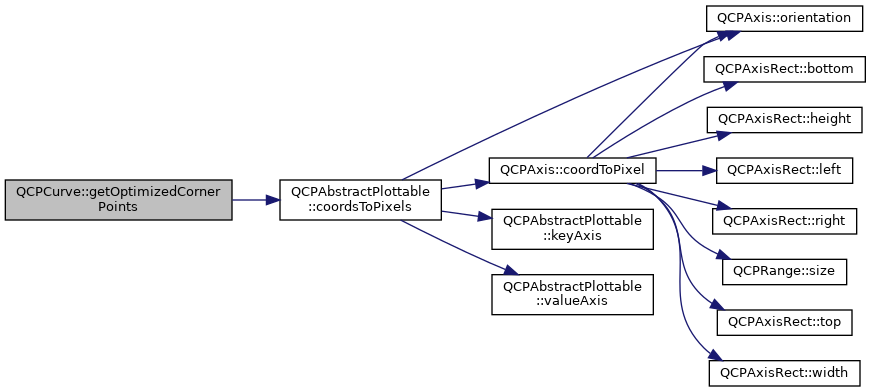 QCPCurve::getOptimizedCorner
Points
QCPAbstractPlottable
::coordsToPixels
QCPAxis::coordToPixel
QCPAbstractPlottable
::keyAxis
QCPAbstractPlottable
::valueAxis
QCPAxis::orientation
QCPAxisRect::bottom
QCPAxisRect::height
QCPAxisRect::left
QCPAxisRect::right
QCPRange::size
QCPAxisRect::top
QCPAxisRect::width